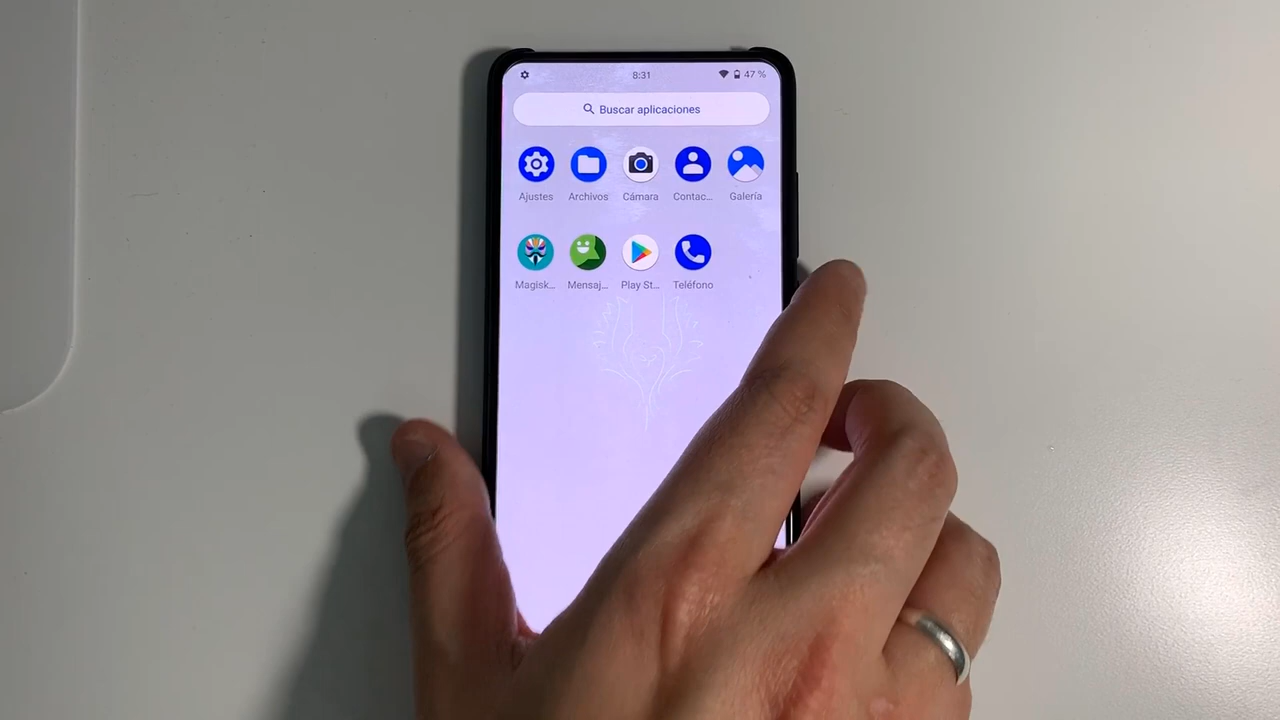 8:31
47 %
Buscar aplicaciones
Ajustes
Archivos
Cámara
Contac...
Galería
Magisk...
Mensaj...
Play St...
Teléfono